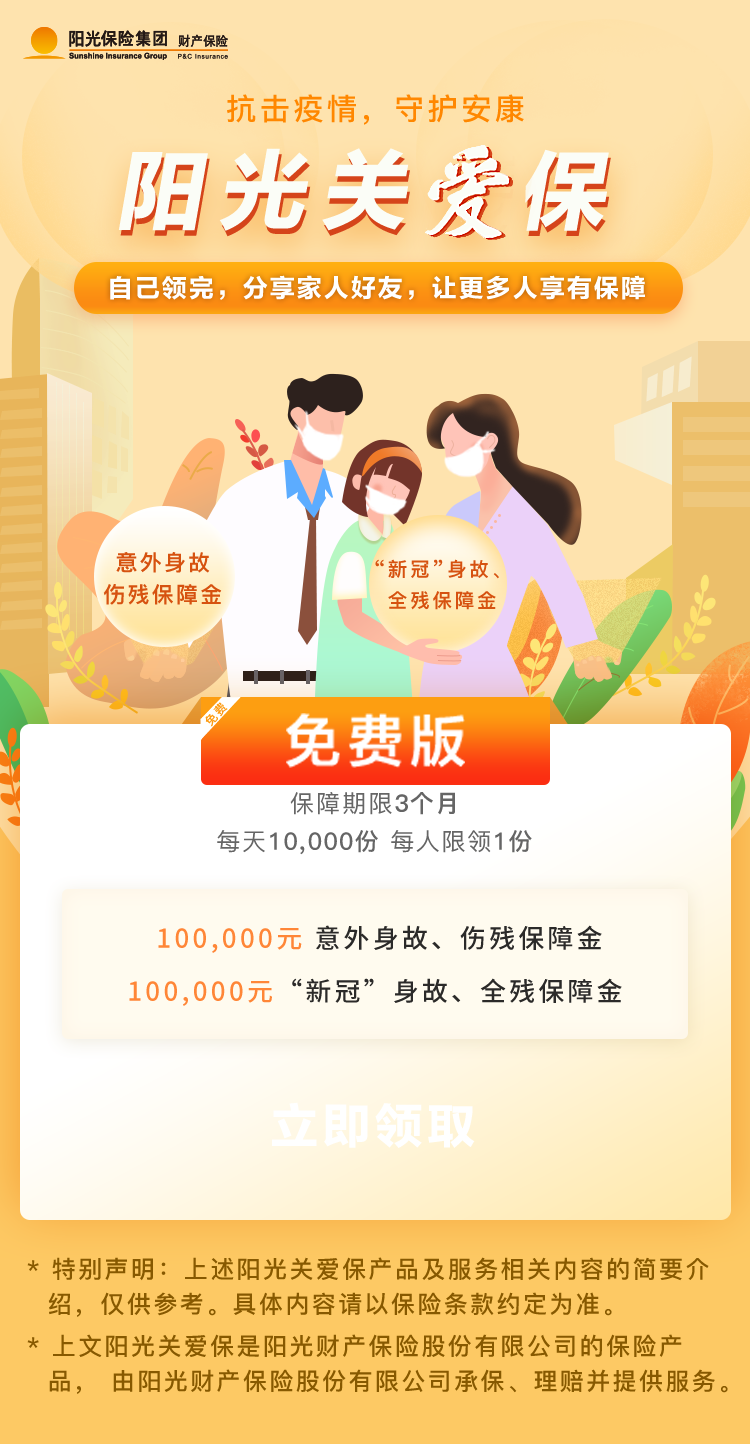 阳光保险集团 财产保险
Sunshine Insurance Group P&C Insurance
抗击疫情，守护安康
阳光关爱保
自己领完，分享家人好友，让更多人享有保障
意外身故
伤残保障金
“新冠”身故、
全残保障金
免费
免费版
保障期限3个月
每天10,000份 每人限领1份
100,000元 意外身故、伤残保障金
100,000元 “新冠”身故、全残保障金
立即领取
* 特别声明：上述阳光关爱保产品及服务相关内容的简要介
绍，仅供参考。具体内容请以保险条款约定为准。
* 上文阳光关爱保是阳光财产保险股份有限公司的保险产
品， 由阳光财产保险股份有限公司承保、理赔并提供服务。